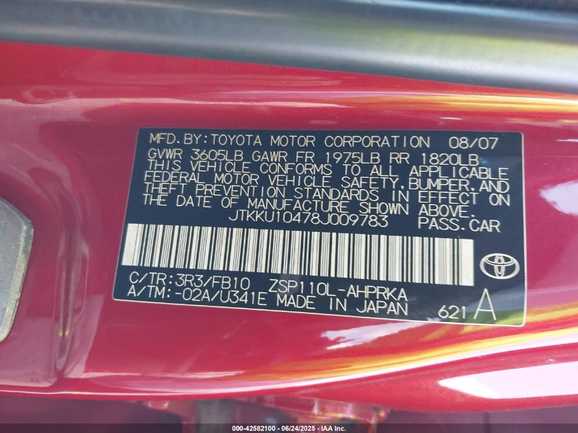 MFD.BY:TOYOTA MOTOR CORPORATION 08/07
GVWR 3605LB GAWR FR 1975LB RR 1820LB
THIS VEHICLE CONFORMS TO ALL APPLICABLE
FEDERAL MOTOR VEHICLE SAFETY,BUMPER,AND
THEFT PREVENTION STANDARDS IN EFFECT ON
THE DATE OF MANUFACTURE SHOWN ABOVE.
JTKKU10478J009783 PASS.CAR
C/TR:3R3/FB10 ZSP110L-AHPRKA
A/TM:-02A/U341E MADE IN JAPAN 621 A
000-42582100 - 06/24/2025 - IAA Inc.